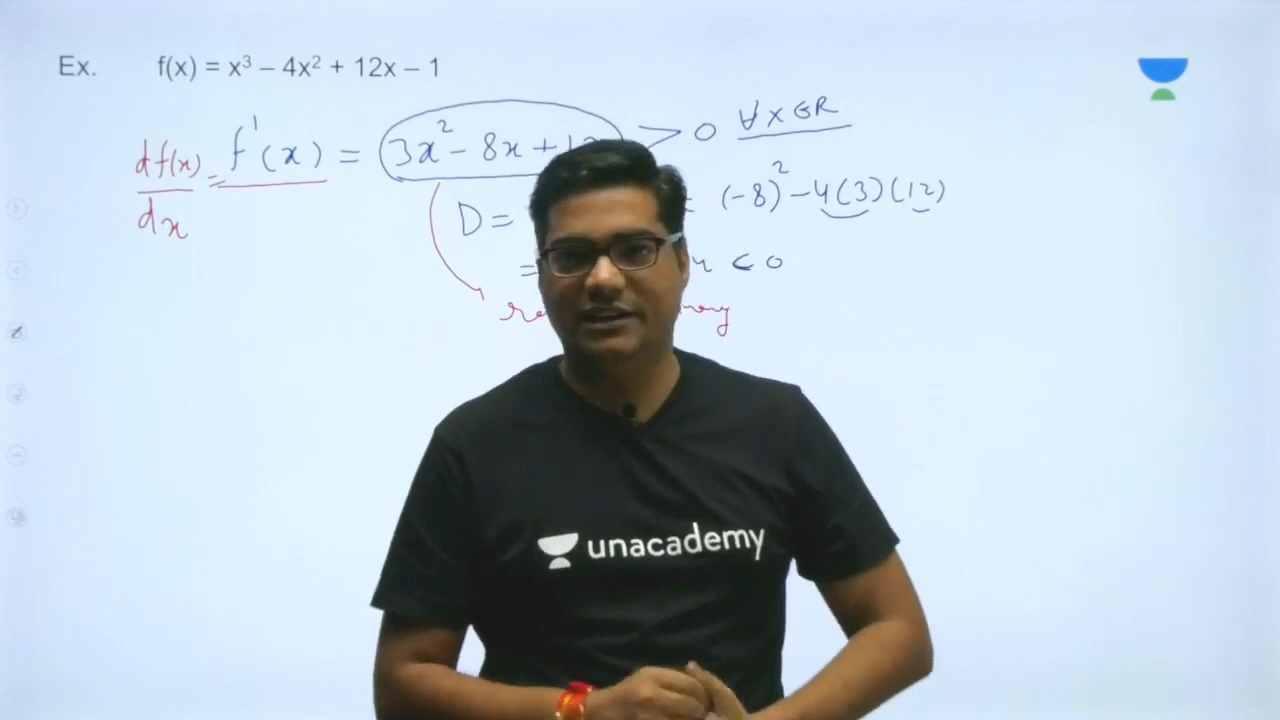 Ex. f(x) = x³ – 4x² + 12x – 1
df(x)/dx = f'(x) = 3x² - 8x + > 0 ∀ x ∈ R
D = (-8)² - 4(3)(12)
= < 0
unacademy